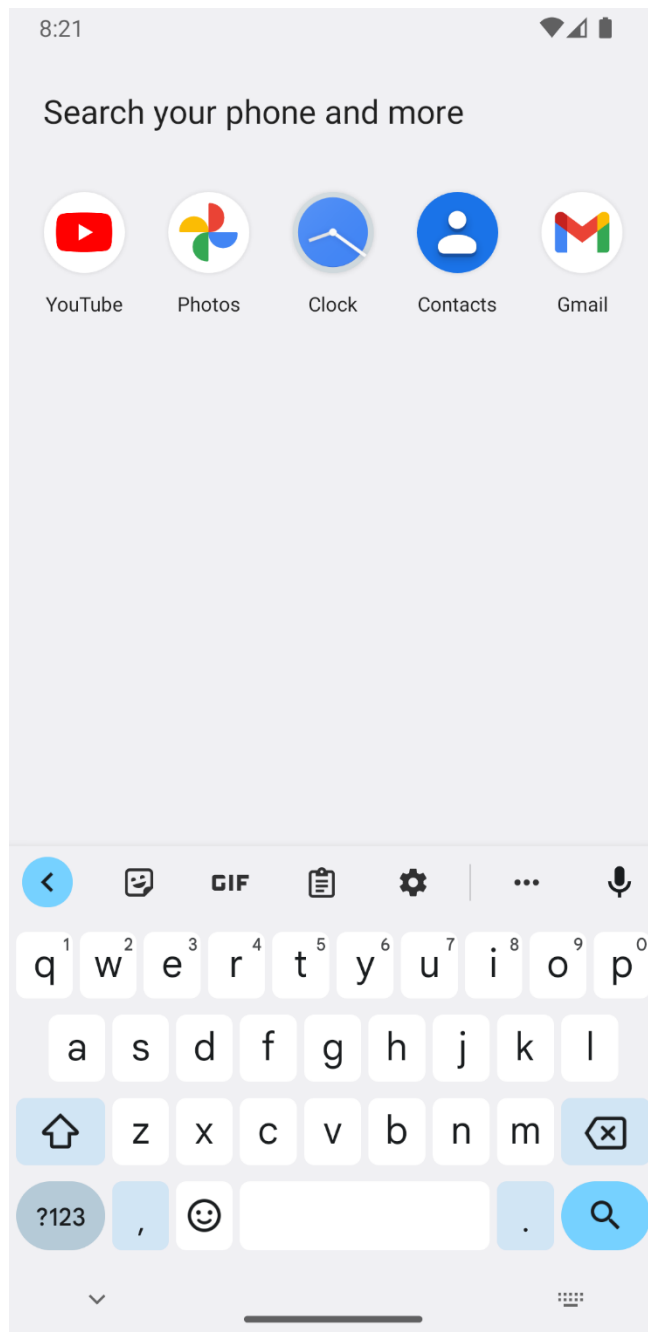 8:21
Search your phone and more
YouTube Photos Clock Contacts Gmail
GIF
q1 w2 e3 r4 t5 y6 u7 i8 o9 p0
a s d f g h j k l
z x c v b n m
?123 , .